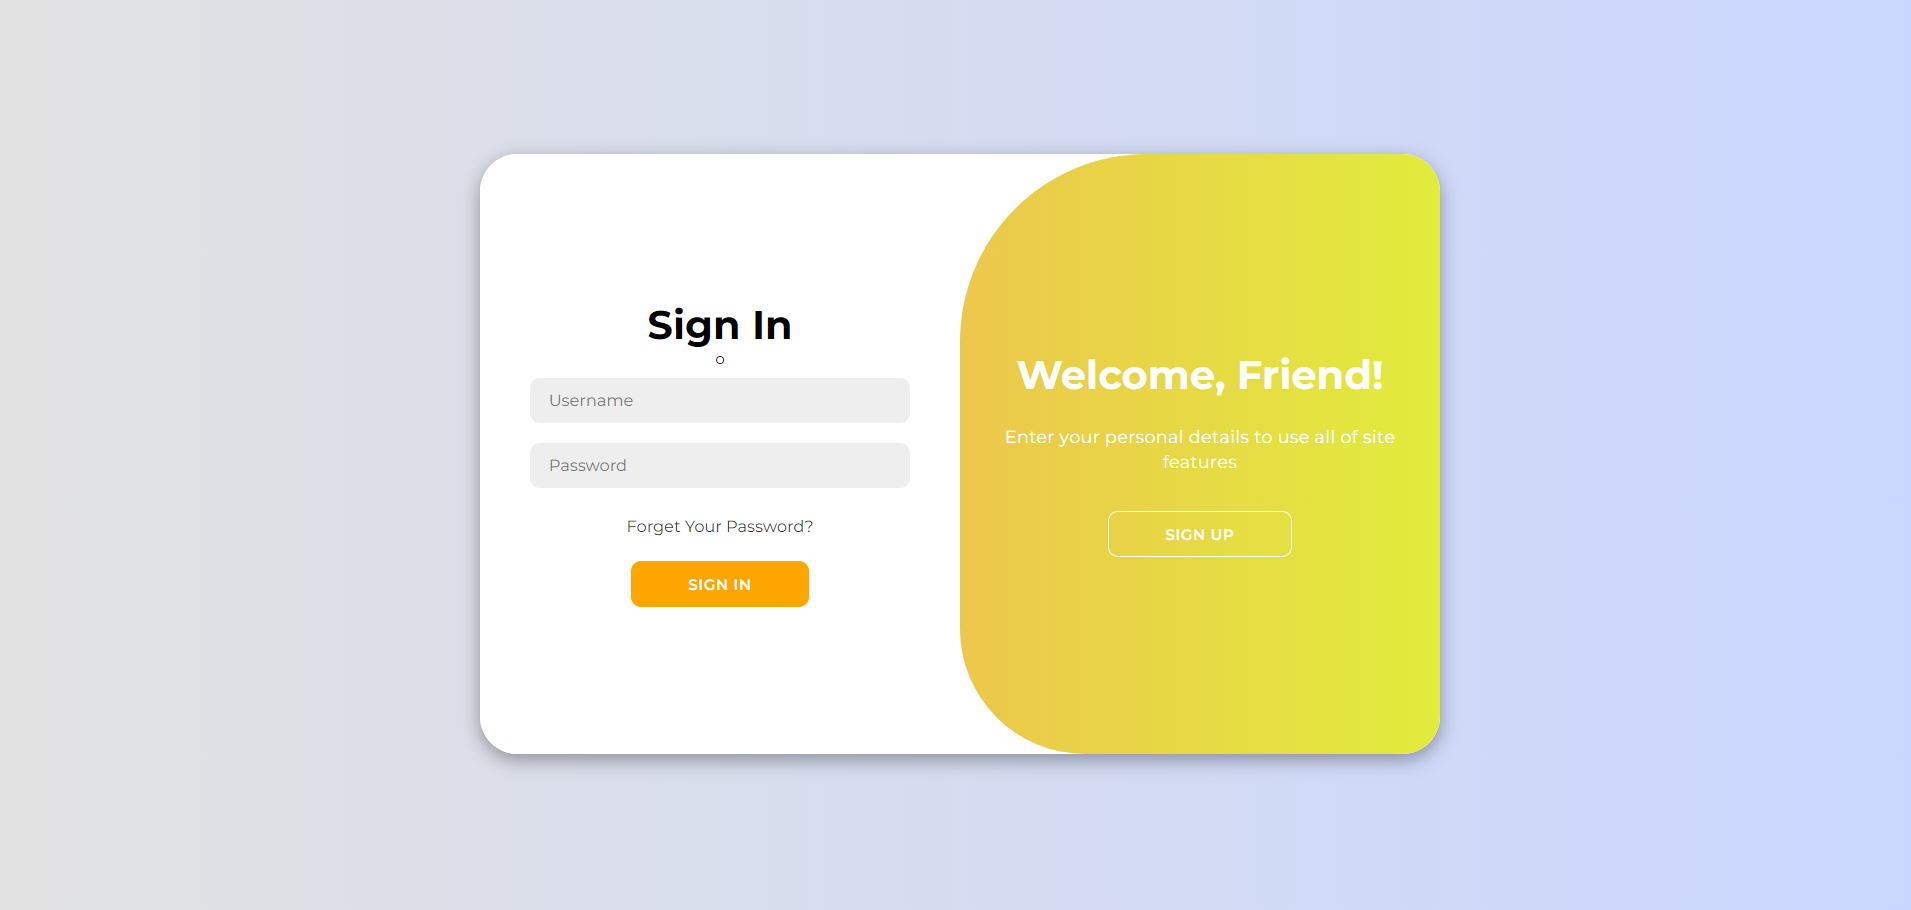 Sign In
o
Username
Password
Forget Your Password?
SIGN IN
Welcome, Friend!
Enter your personal details to use all of site
features
SIGN UP